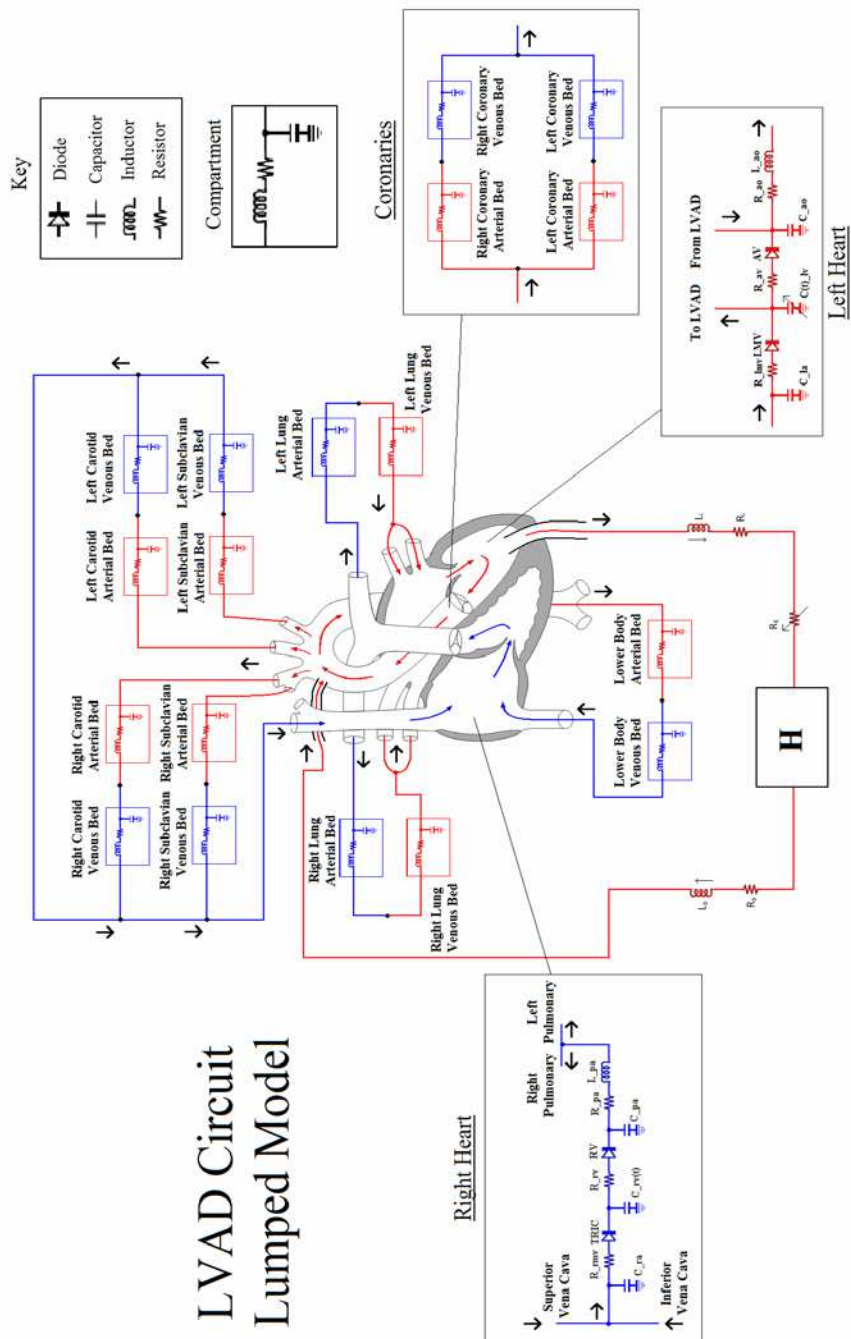 LVAD Circuit
Lumped Model
Key
Diode
Capacitor
Inductor
Resistor
Compartment
Right Carotid
Venous Bed
Right Carotid
Arterial Bed
Left Carotid
Arterial Bed
Left Carotid
Venous Bed
Right Subclavian
Venous Bed
Right Subclavian
Arterial Bed
Left Subclavian
Arterial Bed
Left Subclavian
Venous Bed
Right Lung
Arterial Bed
Right Lung
Venous Bed
Left Lung
Arterial Bed
Left Lung
Venous Bed
Coronaries
Right Coronary
Arterial Bed
Right Coronary
Venous Bed
Left Coronary
Arterial Bed
Left Coronary
Venous Bed
Lower Body
Venous Bed
Lower Body
Arterial Bed
Right Heart
Superior
Vena Cava
Inferior
Vena Cava
Right
Pulmonary
Left
Pulmonary
R_rmv
TRIC
R_rv
RV
R_pa
L_pa
C_ra
C_rv(t)
C_pa
To LVAD
From LVAD
R_lmv
LMV
R_av
AV
R_ao
L_ao
C_la
C(t)_lv
C_ao
Left Heart
H